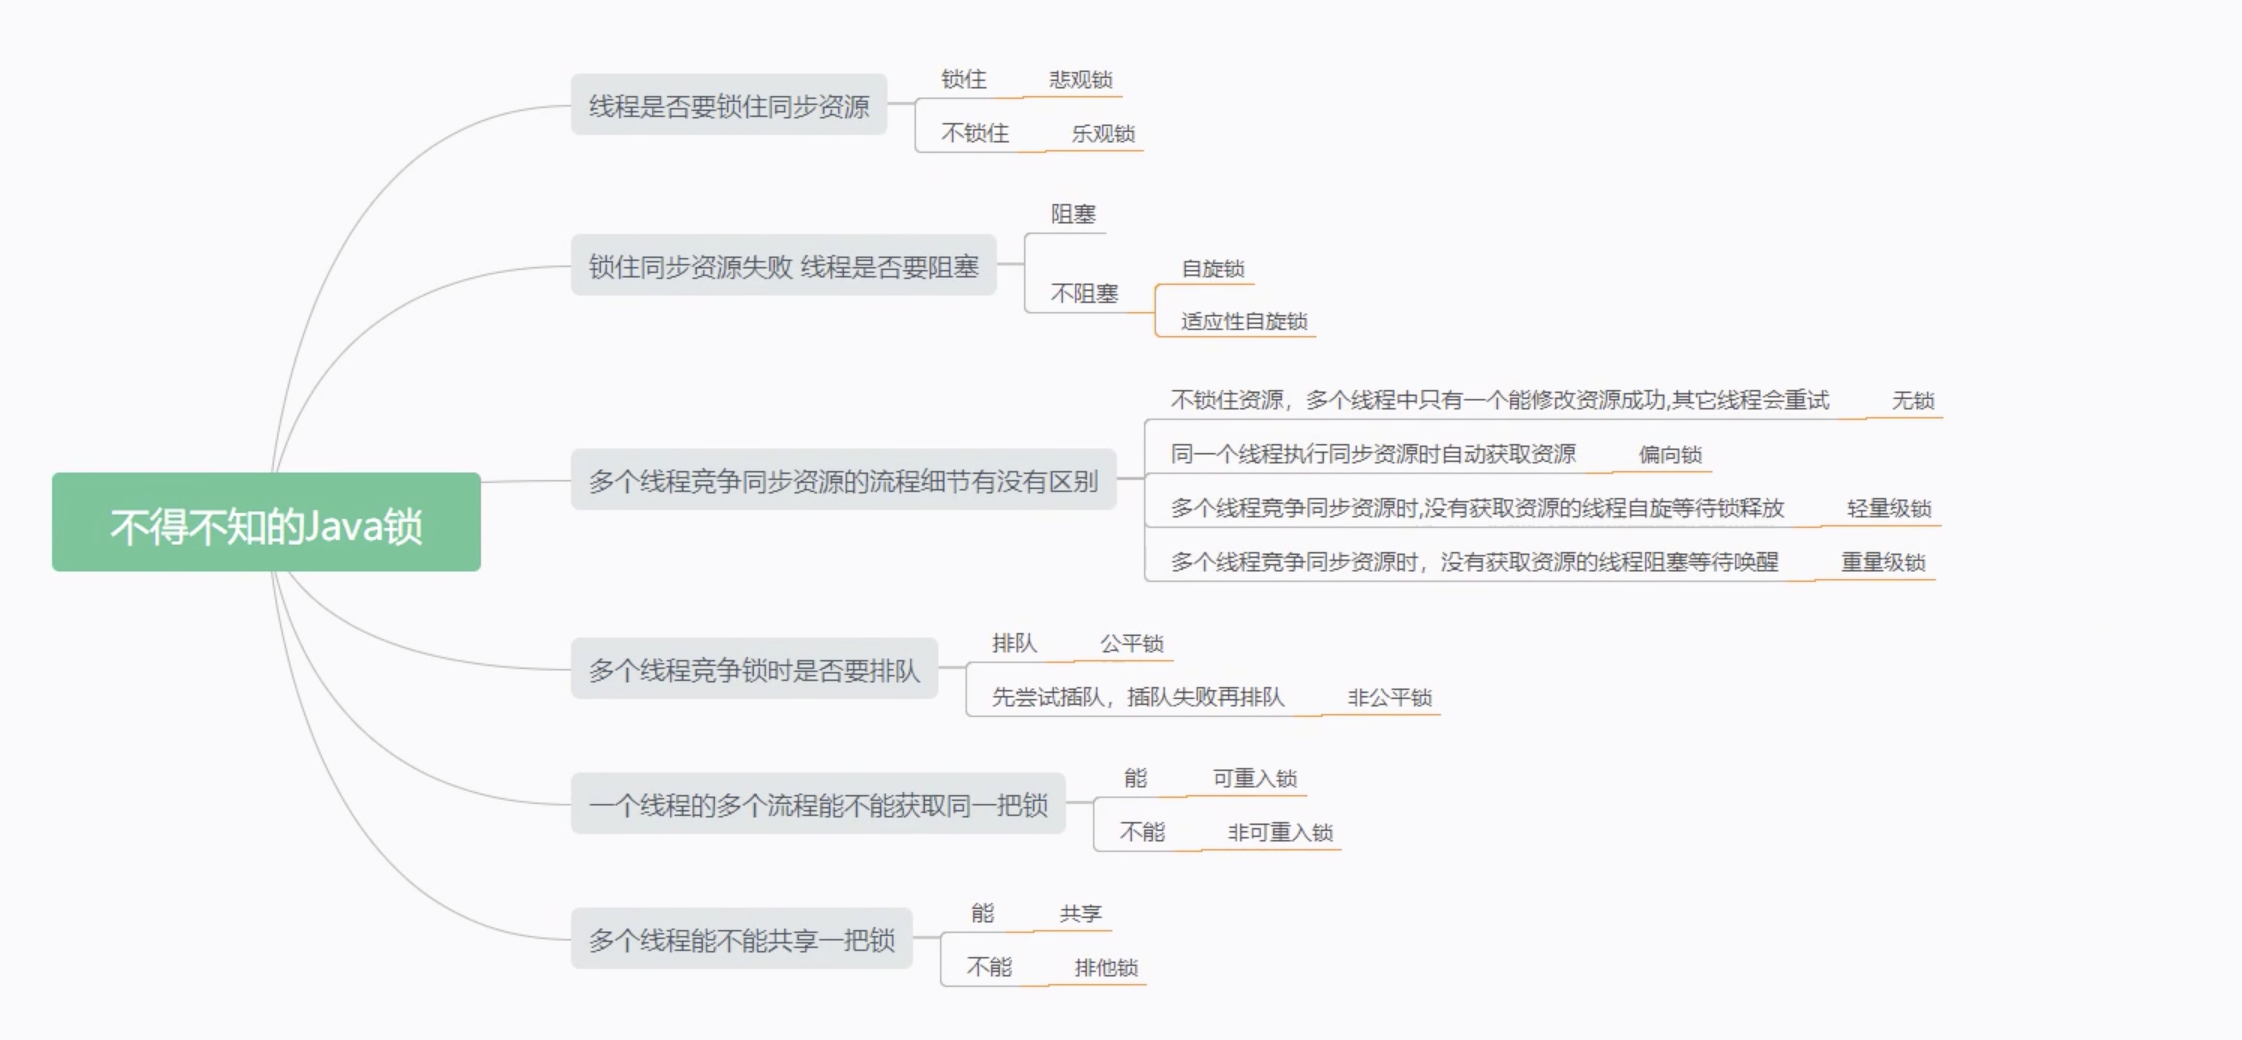 线程是否要锁住同步资源
锁住
悲观锁
不锁住
乐观锁
锁住同步资源失败 线程是否要阻塞
阻塞
不阻塞
自旋锁
适应性自旋锁
不得不知的Java锁
多个线程竞争同步资源的流程细节有没有区别
不锁住资源，多个线程中只有一个能修改资源成功,其它线程会重试
无锁
同一个线程执行同步资源时自动获取资源
偏向锁
多个线程竞争同步资源时,没有获取资源的线程自旋等待锁释放
轻量级锁
多个线程竞争同步资源时，没有获取资源的线程阻塞等待唤醒
重量级锁
多个线程竞争锁时是否要排队
排队
公平锁
先尝试插队，插队失败再排队
非公平锁
一个线程的多个流程能不能获取同一把锁
能
可重入锁
不能
非可重入锁
多个线程能不能共享一把锁
能
共享
不能
排他锁